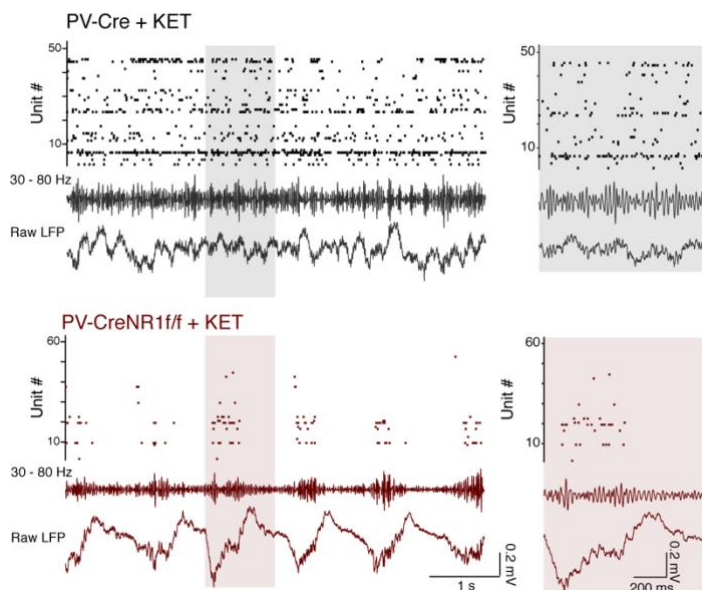 PV-Cre + KET
50
Unit #
10
30 - 80 Hz
Raw LFP
50
Unit #
10
PV-CreNR1f/f + KET
60
Unit #
10
30 - 80 Hz
Raw LFP
0.2 mV
1 s
60
Unit #
10
0.2 mV
200 ms